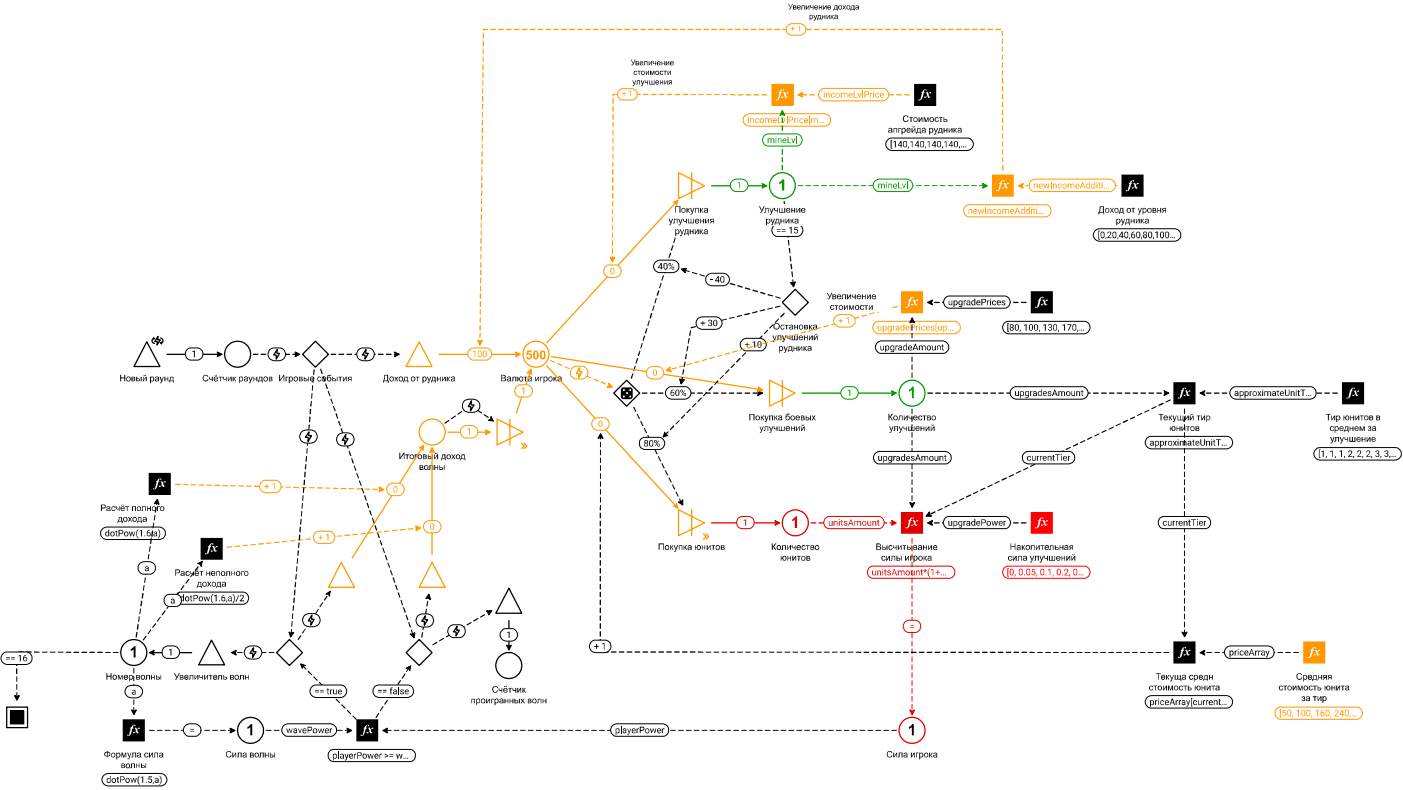 Увеличение дохода
рудника
+ 1
Увеличение
стоимости
улучшения
+ 1
fx
incomeLvlPrice
fx
incomeLvlPrice[m...
Стоимость
апгрейда рудника
[140,140,140,140,...
mineLvl
1
1
mineLvl
fx
newIncomeAdditi...
fx
Покупка
улучшения
рудника
Улучшение
рудника
newIncomeAdditi...
Доход от уровня
рудника
[0,20,40,60,80,100...
== 15
40%
- 40
0
+ 30
+ 10
Остановка
улучшений
рудника
Увеличение
стоимости
+ 1
fx
upgradePrices
fx
upgradePrices[up...
[80, 100, 130, 170,...
upgradeAmount
1
100
500
Новый раунд
Счётчик раундов
Игровые события
Доход от рудника
Валюта игрока
0
60%
1
1
upgradesAmount
fx
approximateUnitT...
fx
Покупка боевых
улучшений
Количество
улучшений
Текущий тир
юнитов
approximateUnitT...
Тир юнитов в
среднем за
улучшение
[1, 1, 1, 2, 2, 2, 3, 3,...
1
1
Итоговый доход
волны
0
80%
upgradesAmount
currentTier
fx
+ 1
0
Расчёт полного
дохода
dotPow(1.6,a)
1
1
unitsAmount
fx
upgradePower
fx
currentTier
Покупка юнитов
Количество
юнитов
Высчитывание
силы игрока
unitsAmount*(1+...
Накопительная
сила улучшений
[0, 0.05, 0.1, 0.2, 0...
fx
+ 1
0
Расчёт неполного
дохода
dotPow(1.6,a)/2
a
a
=
1
+ 1
== 16
1
1
Номер волны
Увеличитель волн
Счётчик
проигранных волн
fx
priceArray
fx
Текуща средн
стоимость юнита
priceArray[current...
Средняя
стоимость юнита
за тир
[50, 100, 160, 240,...
a
== true
== false
fx
=
1
wavePower
fx
playerPower
1
Формула сила
волны
dotPow(1.5,a)
Сила волны
playerPower >= w...
Сила игрока